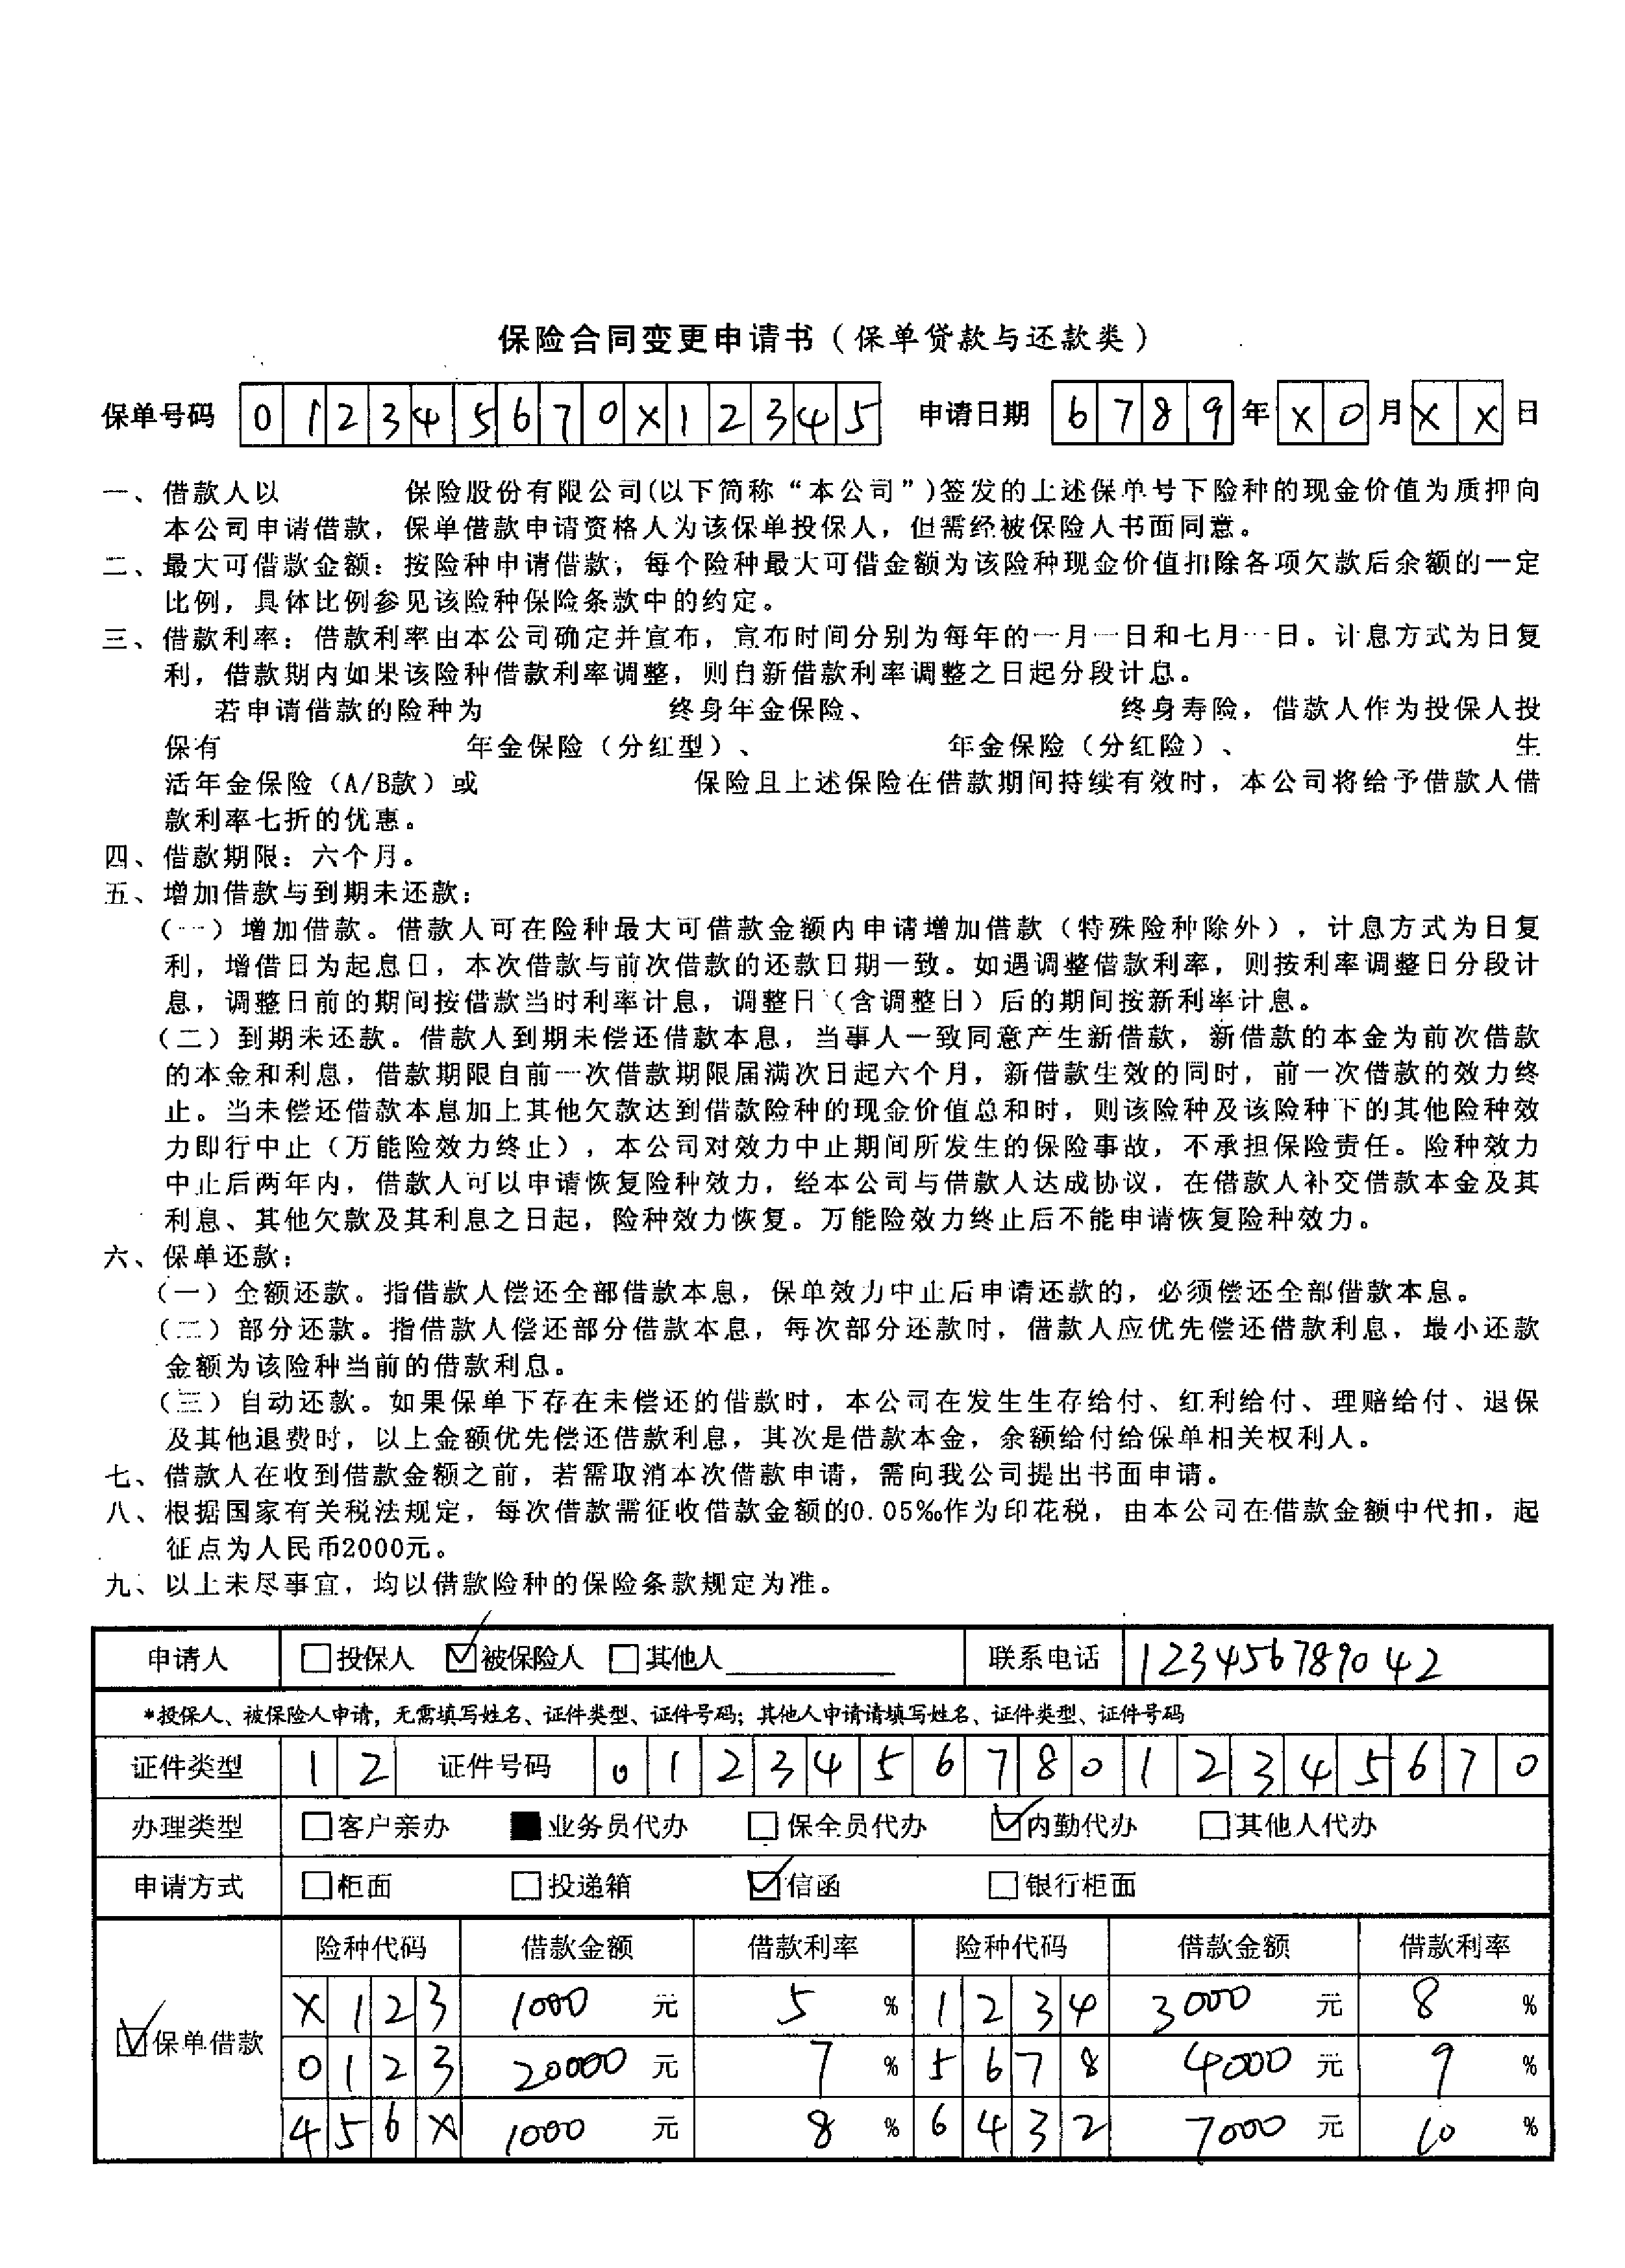 保险合同变更申请书（保单贷款与还款类）
保单号码 0 1 2 3 4 5 6 7 0 X 1 2 3 4 5 申请日期 6 7 8 9 年 X 0 月 X X 日
一、借款人以 保险股份有限公司(以下简称“本公司”)签发的上述保单号下险种的现金价值为质押向
本公司申请借款，保单借款申请资格人为该保单投保人，但需经被保险人书面同意。
二、最大可借款金额：按险种申请借款，每个险种最大可借金额为该险种现金价值扣除各项欠款后余额的一定
比例，具体比例参见该险种保险条款中的约定。
三、借款利率：借款利率由本公司确定并宣布，宣布时间分别为每年的一月一日和七月一日。计息方式为日复
利，借款期内如果该险种借款利率调整，则自新借款利率调整之日起分段计息。
若申请借款的险种为 终身年金保险、 终身寿险，借款人作为投保人投
保有 年金保险（分红型）、 年金保险（分红险）、 生
活年金保险（A/B款）或 保险且上述保险在借款期间持续有效时，本公司将给予借款人借
款利率七折的优惠。
四、借款期限：六个月。
五、增加借款与到期未还款：
（一）增加借款。借款人可在险种最大可借款金额内申请增加借款（特殊险种除外），计息方式为日复
利，增借日为起息日，本次借款与前次借款的还款日期一致。如遇调整借款利率，则按利率调整日分段计
息，调整日前的期间按借款当时利率计息，调整日（含调整日）后的期间按新利率计息。
（二）到期未还款。借款人到期未偿还借款本息，当事人一致同意产生新借款，新借款的本金为前次借款
的本金和利息，借款期限自前一次借款期限届满次日起六个月，新借款生效的同时，前一次借款的效力终
止。当未偿还借款本息加上其他欠款达到借款险种的现金价值总和时，则该险种及该险种下的其他险种效
力即行中止（万能险效力终止），本公司对效力中止期间所发生的保险事故，不承担保险责任。险种效力
中止后两年内，借款人可以申请恢复险种效力，经本公司与借款人达成协议，在借款人补交借款本金及其
利息、其他欠款及其利息之日起，险种效力恢复。万能险效力终止后不能申请恢复险种效力。
六、保单还款：
（一）全额还款。指借款人偿还全部借款本息，保单效力中止后申请还款的，必须偿还全部借款本息。
（二）部分还款。指借款人偿还部分借款本息，每次部分还款时，借款人应优先偿还借款利息，最小还款
金额为该险种当前的借款利息。
（三）自动还款。如果保单下存在未偿还的借款时，本公司在发生生存给付、红利给付、理赔给付、退保
及其他退费时，以上金额优先偿还借款利息，其次是借款本金，余额给付给保单相关权利人。
七、借款人在收到借款金额之前，若需取消本次借款申请，需向我公司提出书面申请。
八、根据国家有关税法规定，每次借款需征收借款金额的0.05‰作为印花税，由本公司在借款金额中代扣，起
征点为人民币2000元。
九、以上未尽事宜，均以借款险种的保险条款规定为准。
申请人 □投保人 ☑被保险人 □其他人 联系电话 123456789042
*投保人、被保险人申请，无需填写姓名、证件类型、证件号码；其他人申请请填写姓名、证件类型、证件号码
证件类型 1 2 证件号码 0 1 2 3 4 5 6 7 8 0 1 2 3 4 5 6 7 0
办理类型 □客户亲办 ■业务员代办 □保全员代办 ☑内勤代办 □其他人代办
申请方式 □柜面 □投递箱 ☑信函 □银行柜面
险种代码 借款金额 借款利率 险种代码 借款金额 借款利率
X 1 2 3 1000 元 5 % 1 2 3 4 3000 元 8 %
☑保单借款
0 1 2 3 20000 元 7 % 5 6 7 8 4000 元 9 %
4 5 6 X 1000 元 8 % 6 4 3 2 7000 元 10 %